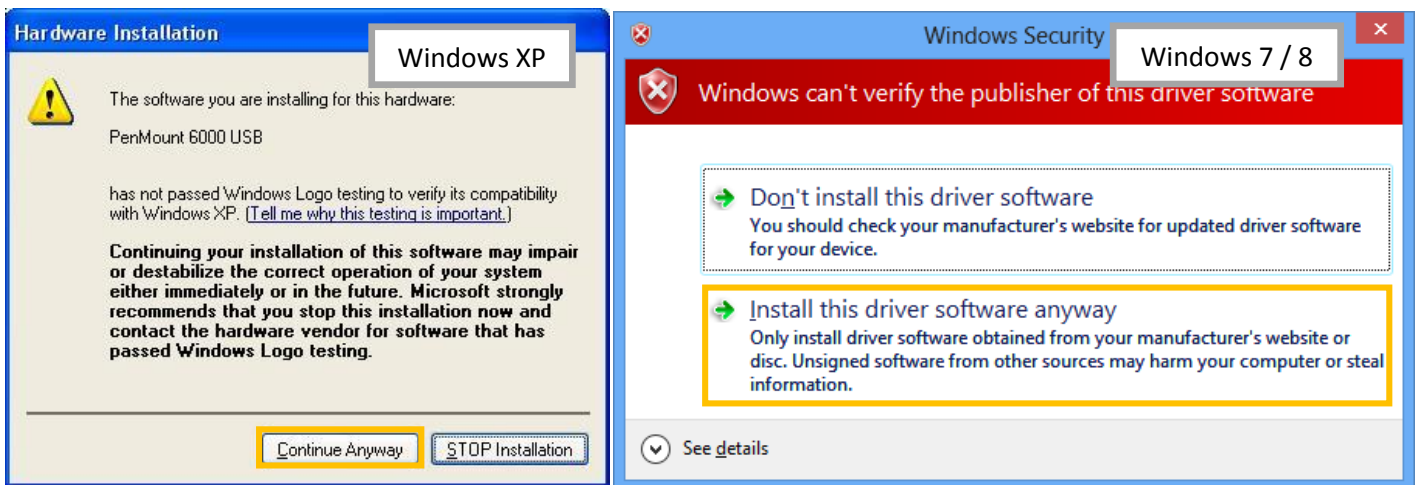 Hardware Installation
Windows XP
The software you are installing for this hardware:
PenMount 6000 USB
has not passed Windows Logo testing to verify its compatibility
with Windows XP. (Tell me why this testing is important.)
Continuing your installation of this software may impair
or destabilize the correct operation of your system
either immediately or in the future. Microsoft strongly
recommends that you stop this installation now and
contact the hardware vendor for software that has
passed Windows Logo testing.
Continue Anyway
STOP Installation
Windows Security
Windows 7 / 8
Windows can't verify the publisher of this driver software
Don't install this driver software
You should check your manufacturer's website for updated driver software
for your device.
Install this driver software anyway
Only install driver software obtained from your manufacturer's website or
disc. Unsigned software from other sources may harm your computer or steal
information.
See details